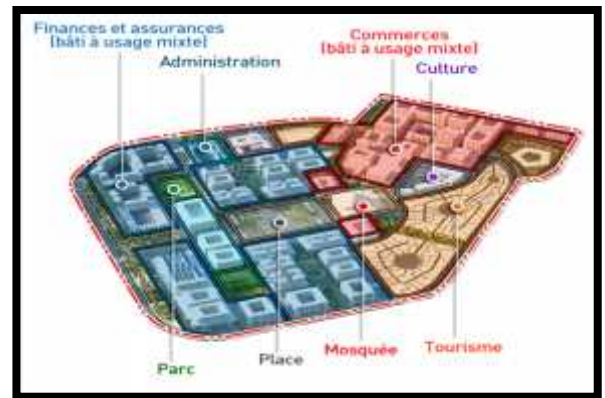 Finances et assurances
[bâti à usage mixte]
Administration
Commerces
[bâti à usage mixte]
Culture
Parc
Place
Mosquée
Tourisme